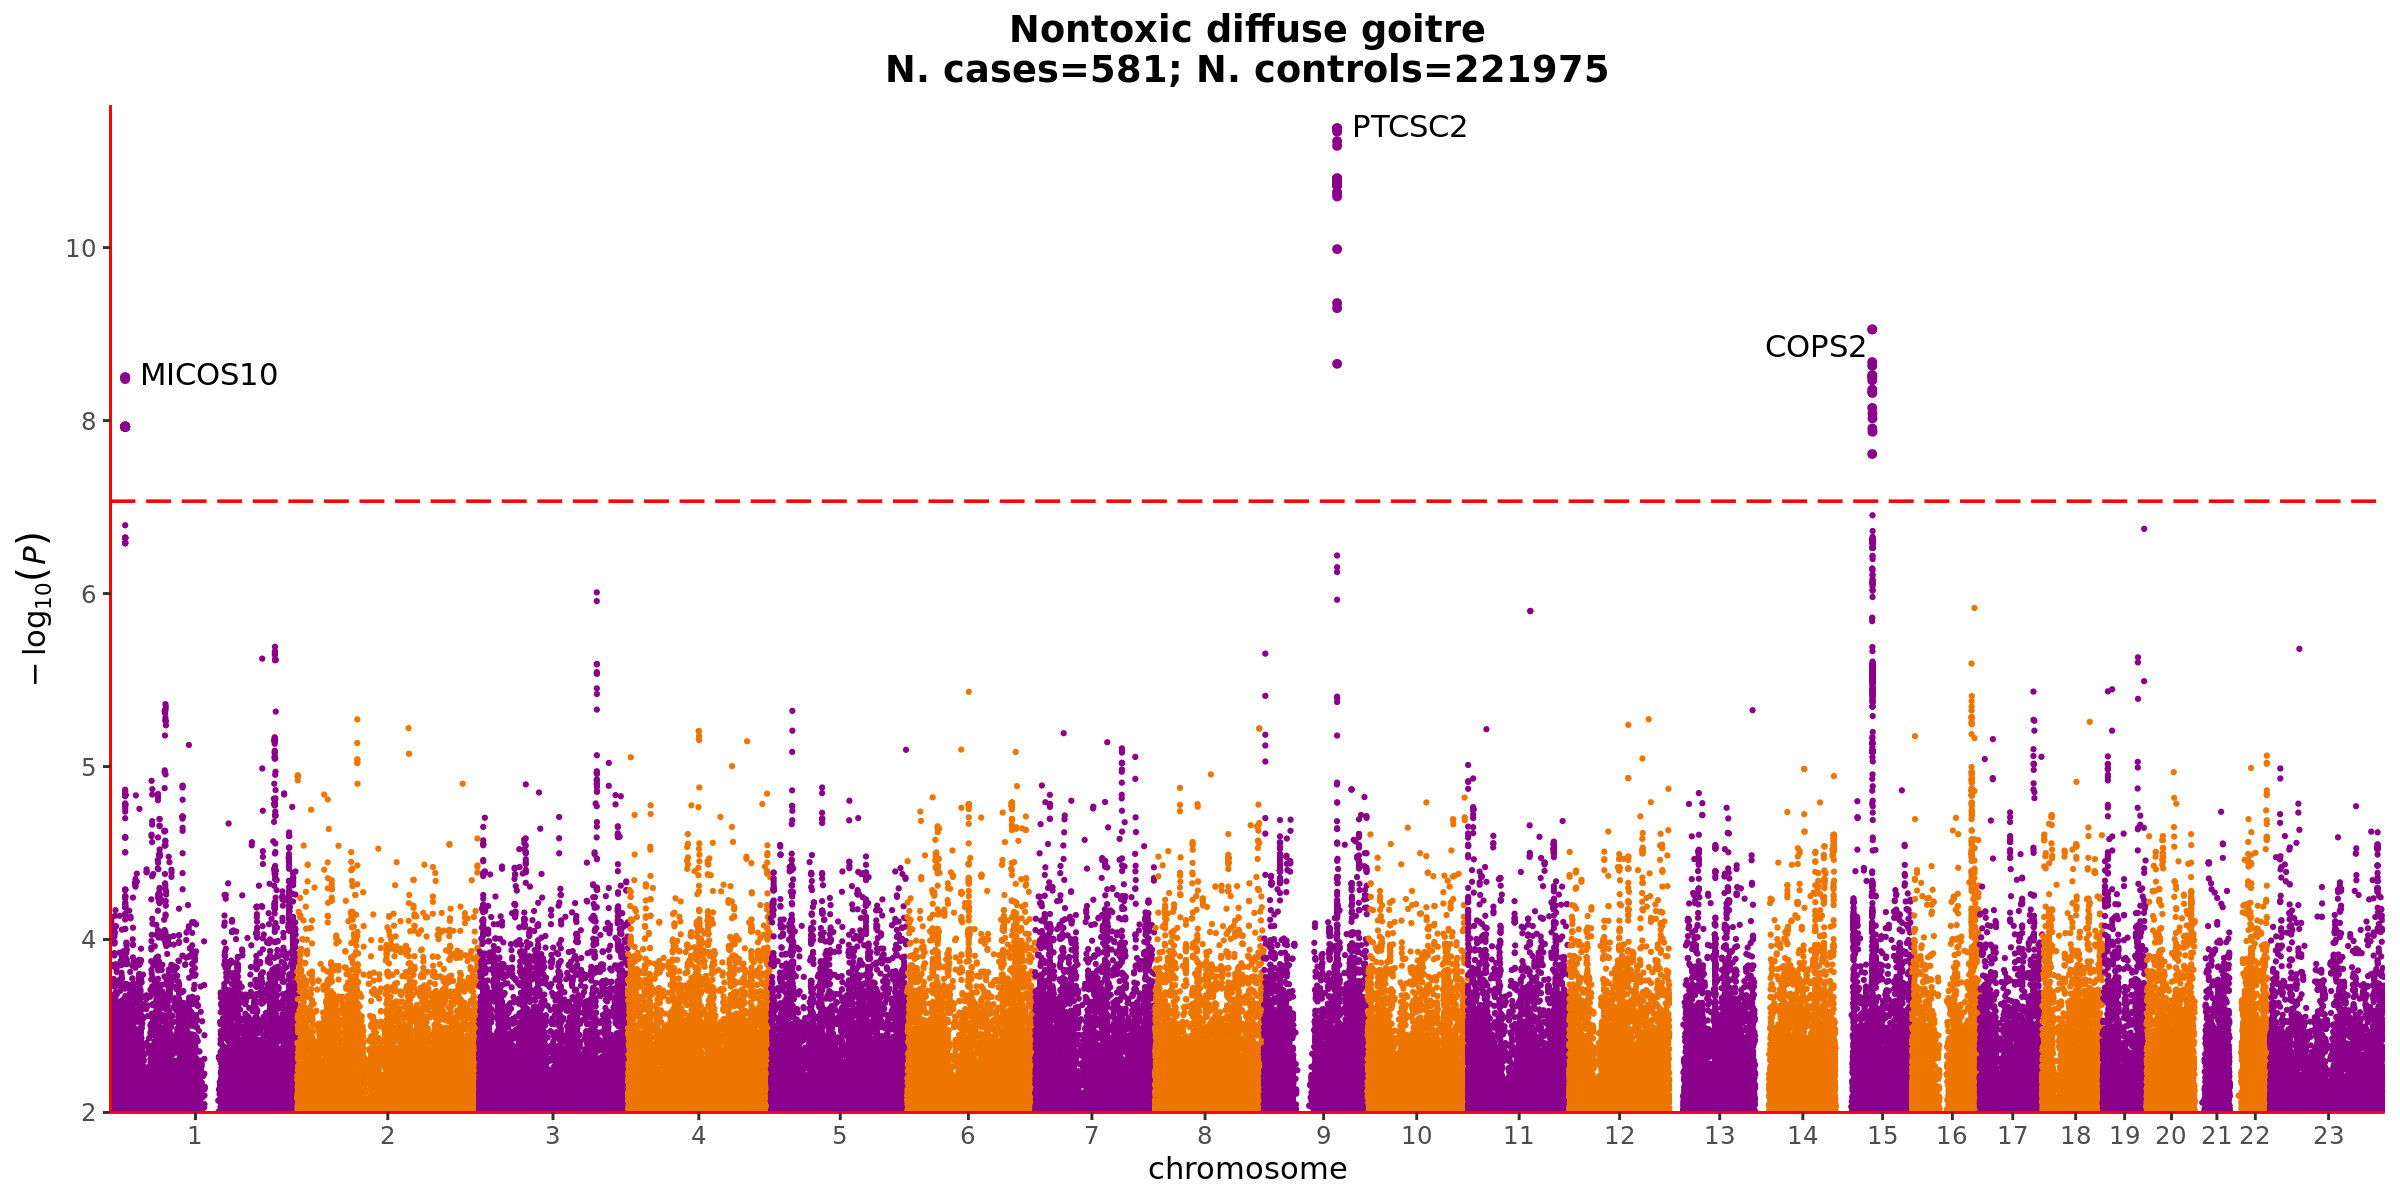 Nontoxic diffuse goitre
N. cases=581; N. controls=221975
PTCSC2
10
COPS2
MICOS10
8
−log10(P)
6
5
4
2
1 2 3 4 5 6 7 8 9 10 11 12 13 14 15 16 17 18 19 20 21 22 23
chromosome